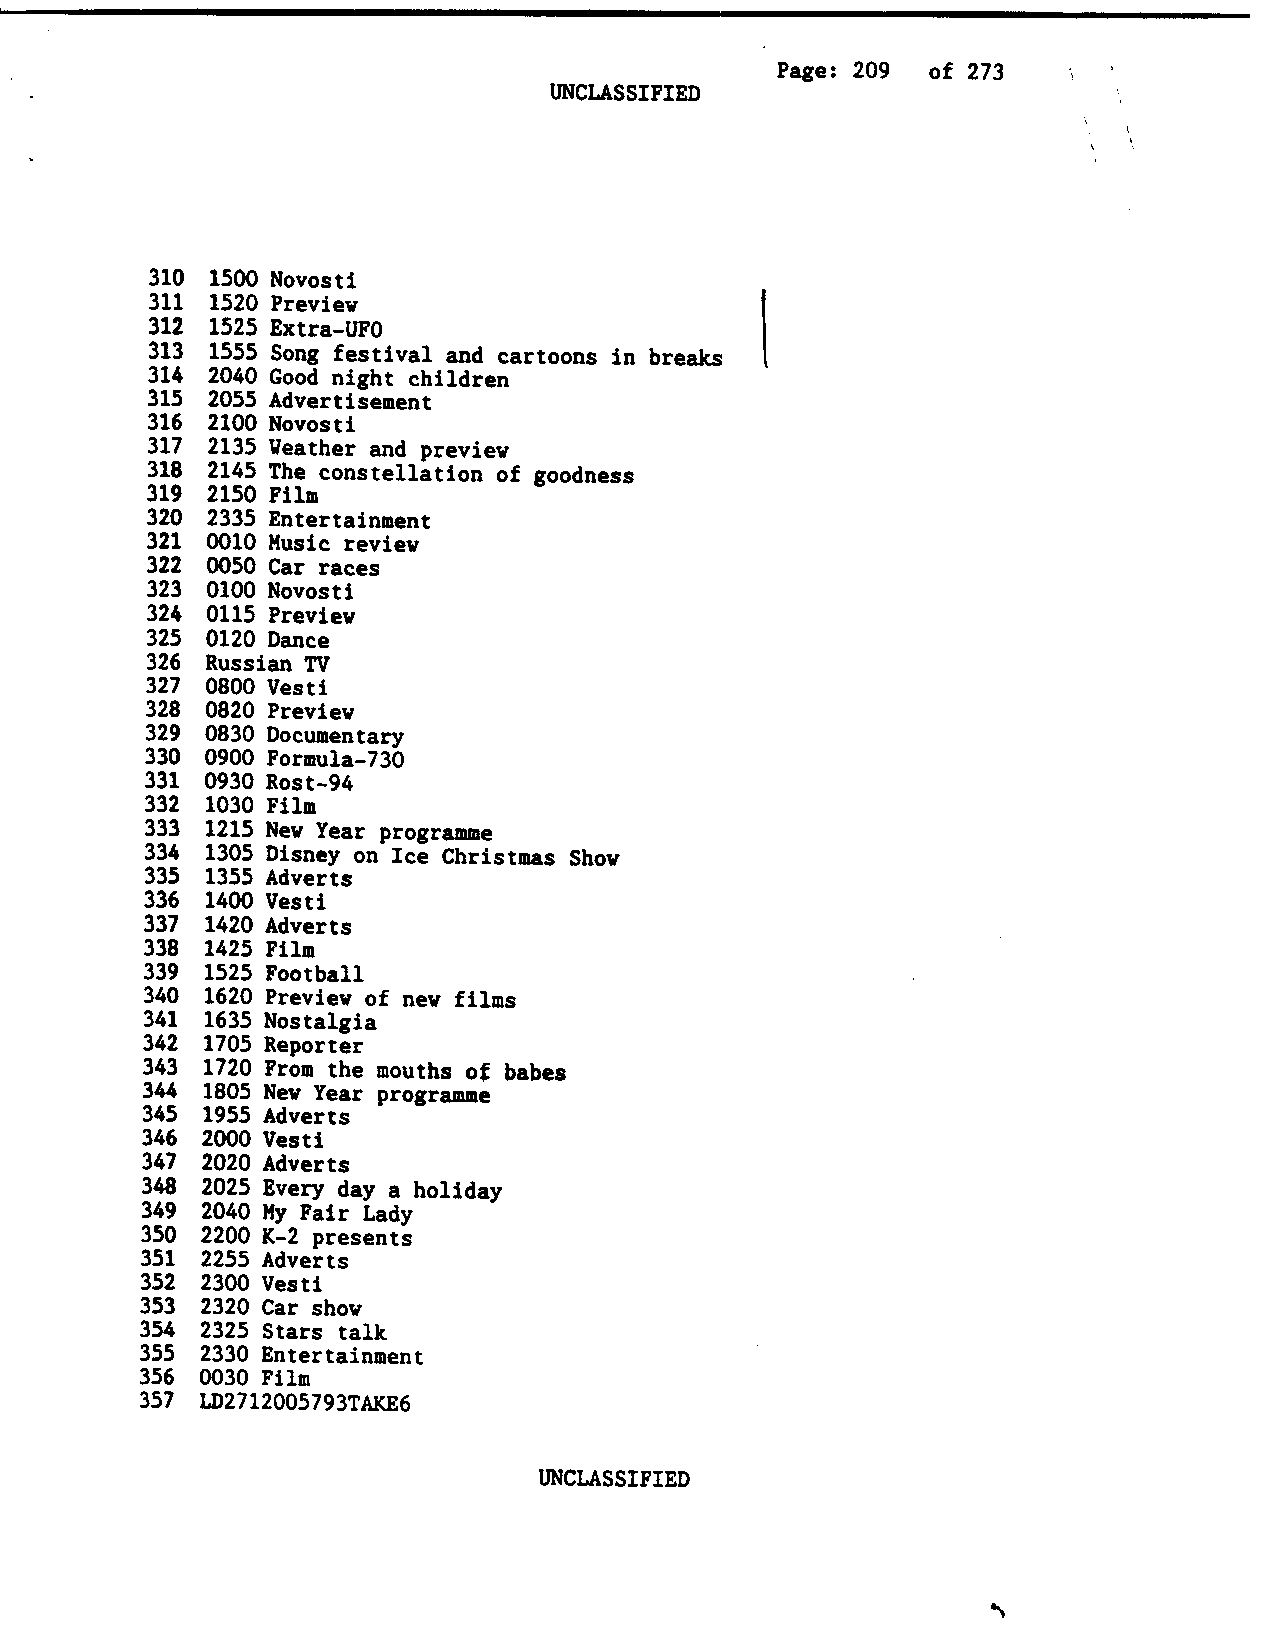 Page: 209 of 273
UNCLASSIFIED
310 1500 Novosti
311 1520 Preview
312 1525 Extra-UFO
313 1555 Song festival and cartoons in breaks
314 2040 Good night children
315 2055 Advertisement
316 2100 Novosti
317 2135 Weather and preview
318 2145 The constellation of goodness
319 2150 Film
320 2335 Entertainment
321 0010 Music review
322 0050 Car races
323 0100 Novosti
324 0115 Preview
325 0120 Dance
326 Russian TV
327 0800 Vesti
328 0820 Preview
329 0830 Documentary
330 0900 Formula-730
331 0930 Rost-94
332 1030 Film
333 1215 New Year programme
334 1305 Disney on Ice Christmas Show
335 1355 Adverts
336 1400 Vesti
337 1420 Adverts
338 1425 Film
339 1525 Football
340 1620 Preview of new films
341 1635 Nostalgia
342 1705 Reporter
343 1720 From the mouths of babes
344 1805 New Year programme
345 1955 Adverts
346 2000 Vesti
347 2020 Adverts
348 2025 Every day a holiday
349 2040 My Fair Lady
350 2200 K-2 presents
351 2255 Adverts
352 2300 Vesti
353 2320 Car show
354 2325 Stars talk
355 2330 Entertainment
356 0030 Film
357 LD2712005793TAKE6
UNCLASSIFIED